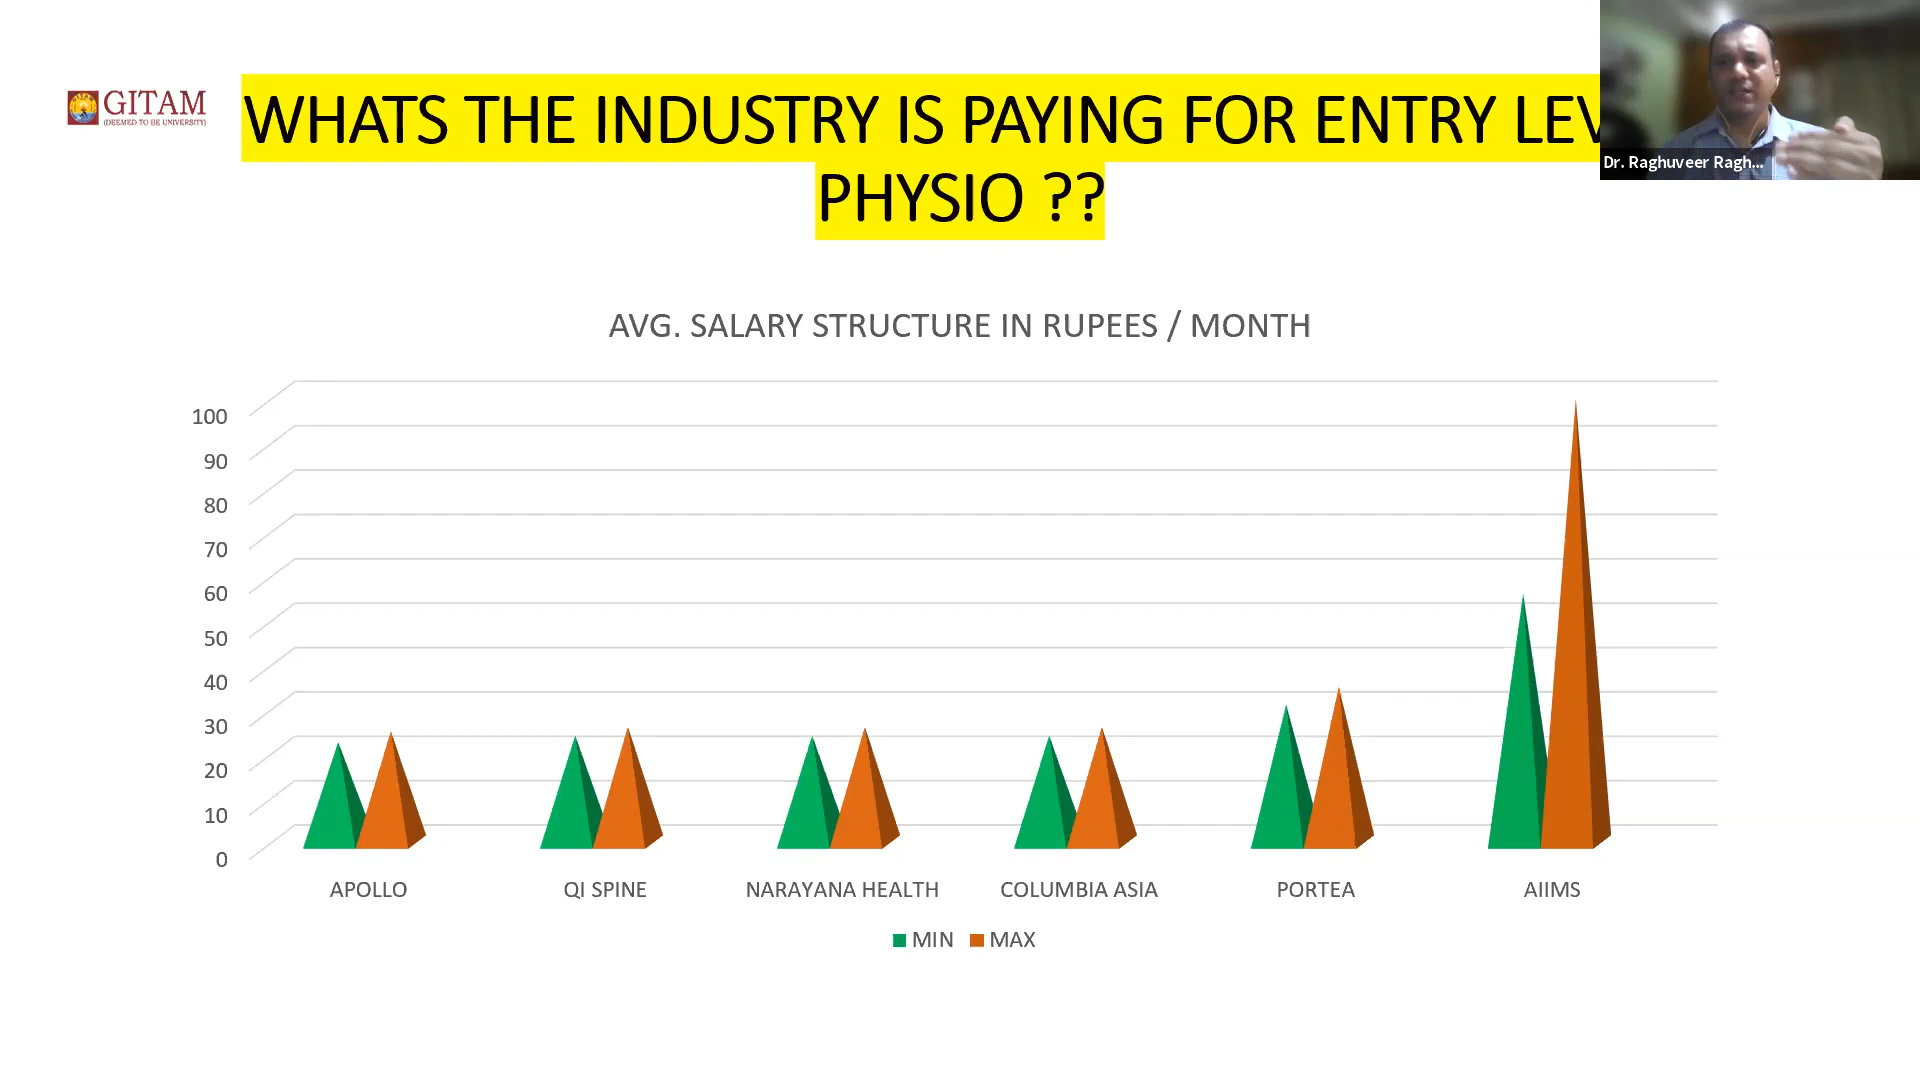 GITAM
(DEEMED TO BE UNIVERSITY)
WHATS THE INDUSTRY IS PAYING FOR ENTRY LEV
PHYSIO ??
Dr. Raghuveer Ragh...
AVG. SALARY STRUCTURE IN RUPEES / MONTH
100
90
80
70
60
50
40
30
20
10
0
APOLLO QI SPINE NARAYANA HEALTH COLUMBIA ASIA PORTEA AIIMS
MIN MAX